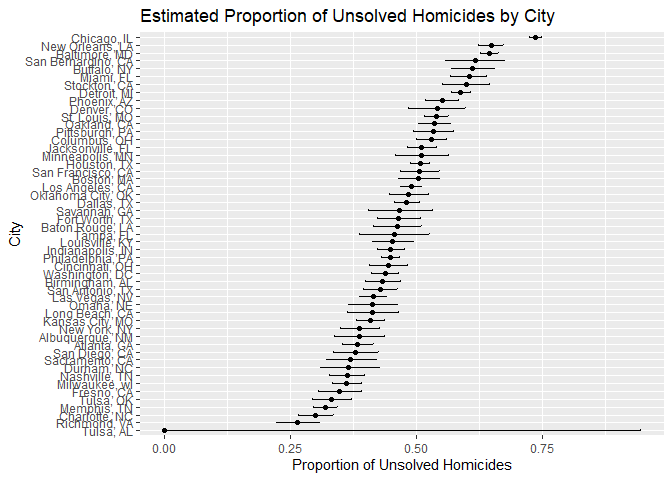 Estimated Proportion of Unsolved Homicides by City
City
Chicago, IL
New Orleans, LA
Baltimore, MD
San Bernardino, CA
Buffalo, NY
Miami, FL
Stockton, CA
Detroit, MI
Phoenix, AZ
Denver, CO
St. Louis, MO
Oakland, CA
Pittsburgh, PA
Columbus, OH
Jacksonville, FL
Minneapolis, MN
Houston, TX
San Francisco, CA
Boston, MA
Los Angeles, CA
Oklahoma City, OK
Dallas, TX
Savannah, GA
Fort Worth, TX
Baton Rouge, LA
Tampa, FL
Louisville, KY
Indianapolis, IN
Philadelphia, PA
Cincinnati, OH
Washington, DC
Birmingham, AL
San Antonio, TX
Las Vegas, NV
Omaha, NE
Long Beach, CA
Kansas City, MO
New York, NY
Albuquerque, NM
Atlanta, GA
San Diego, CA
Sacramento, CA
Durham, NC
Nashville, TN
Milwaukee, wI
Fresno, CA
Tulsa, OK
Memphis, TN
Charlotte, NC
Richmond, VA
Tulsa, AL
0.00 0.25 0.50 0.75
Proportion of Unsolved Homicides